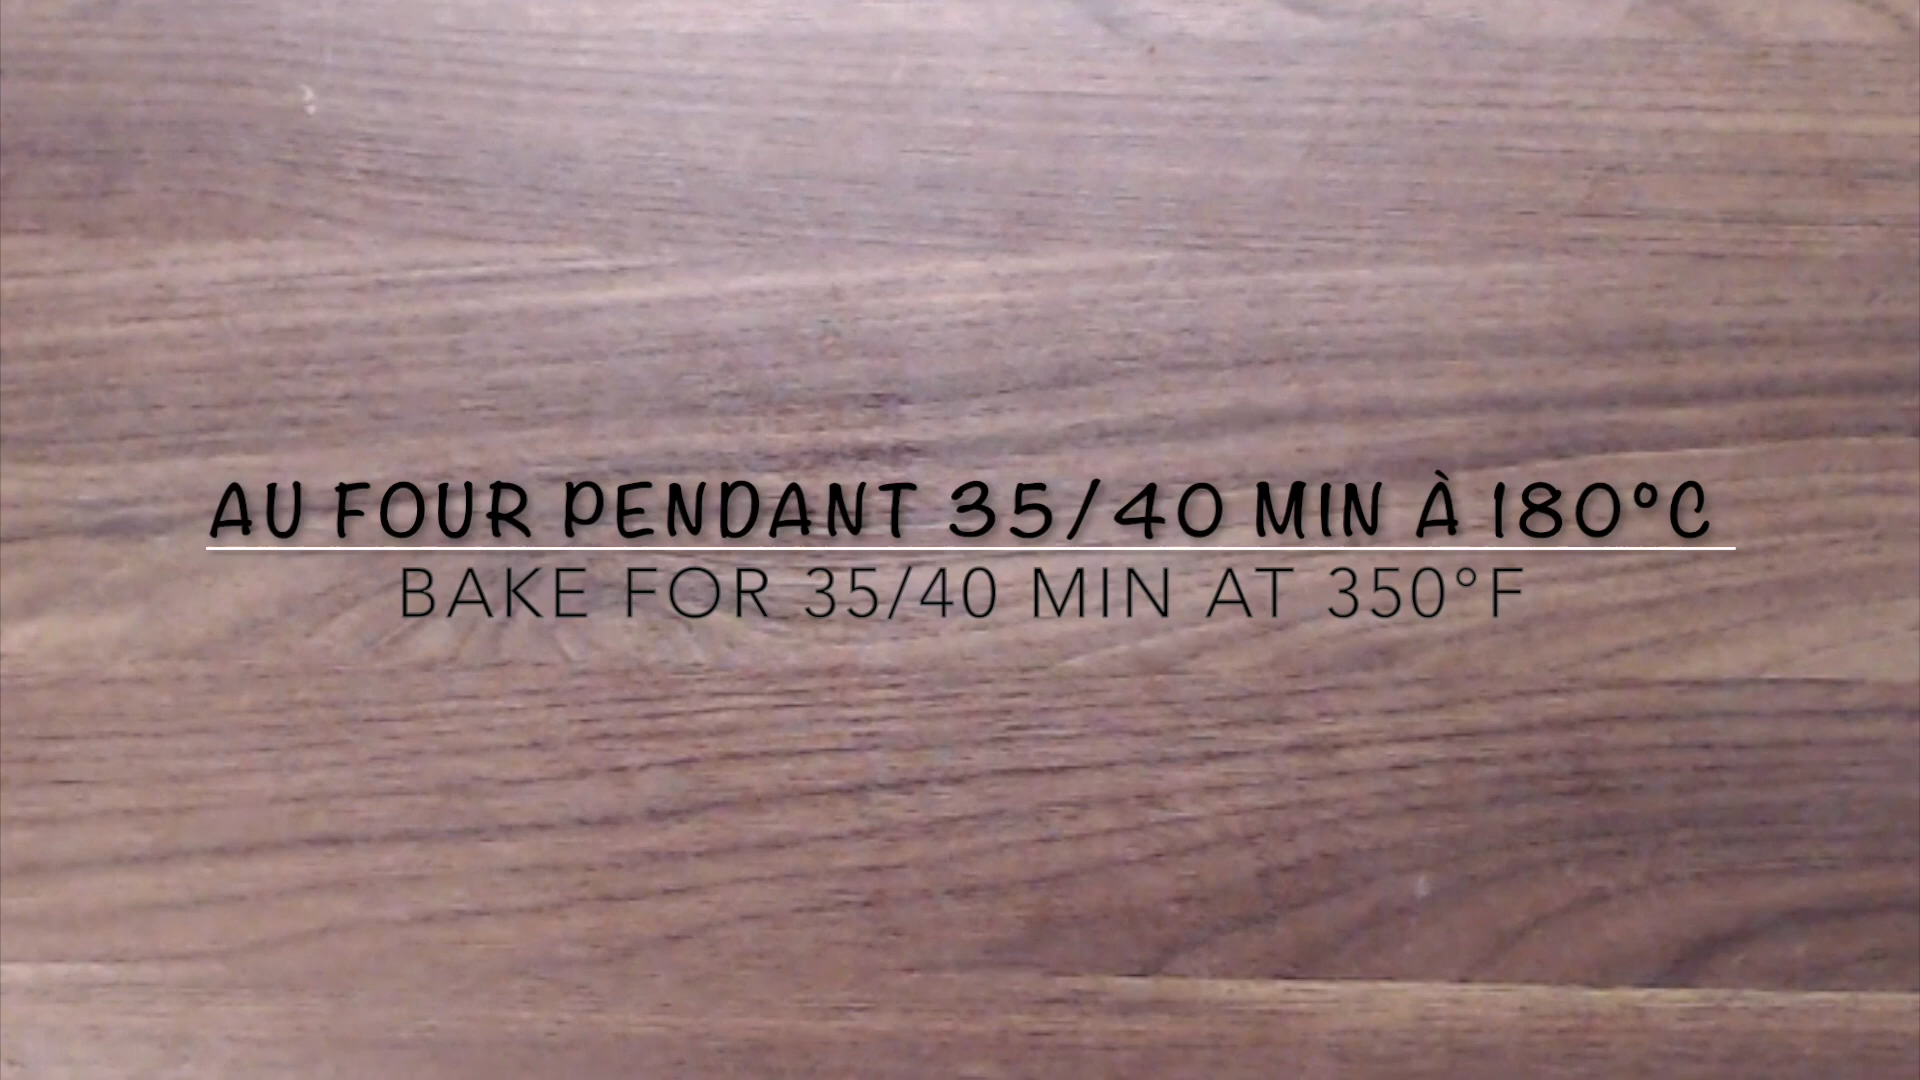 AU FOUR PENDANT 35/40 MIN À 180°C
BAKE FOR 35/40 MIN AT 350°F